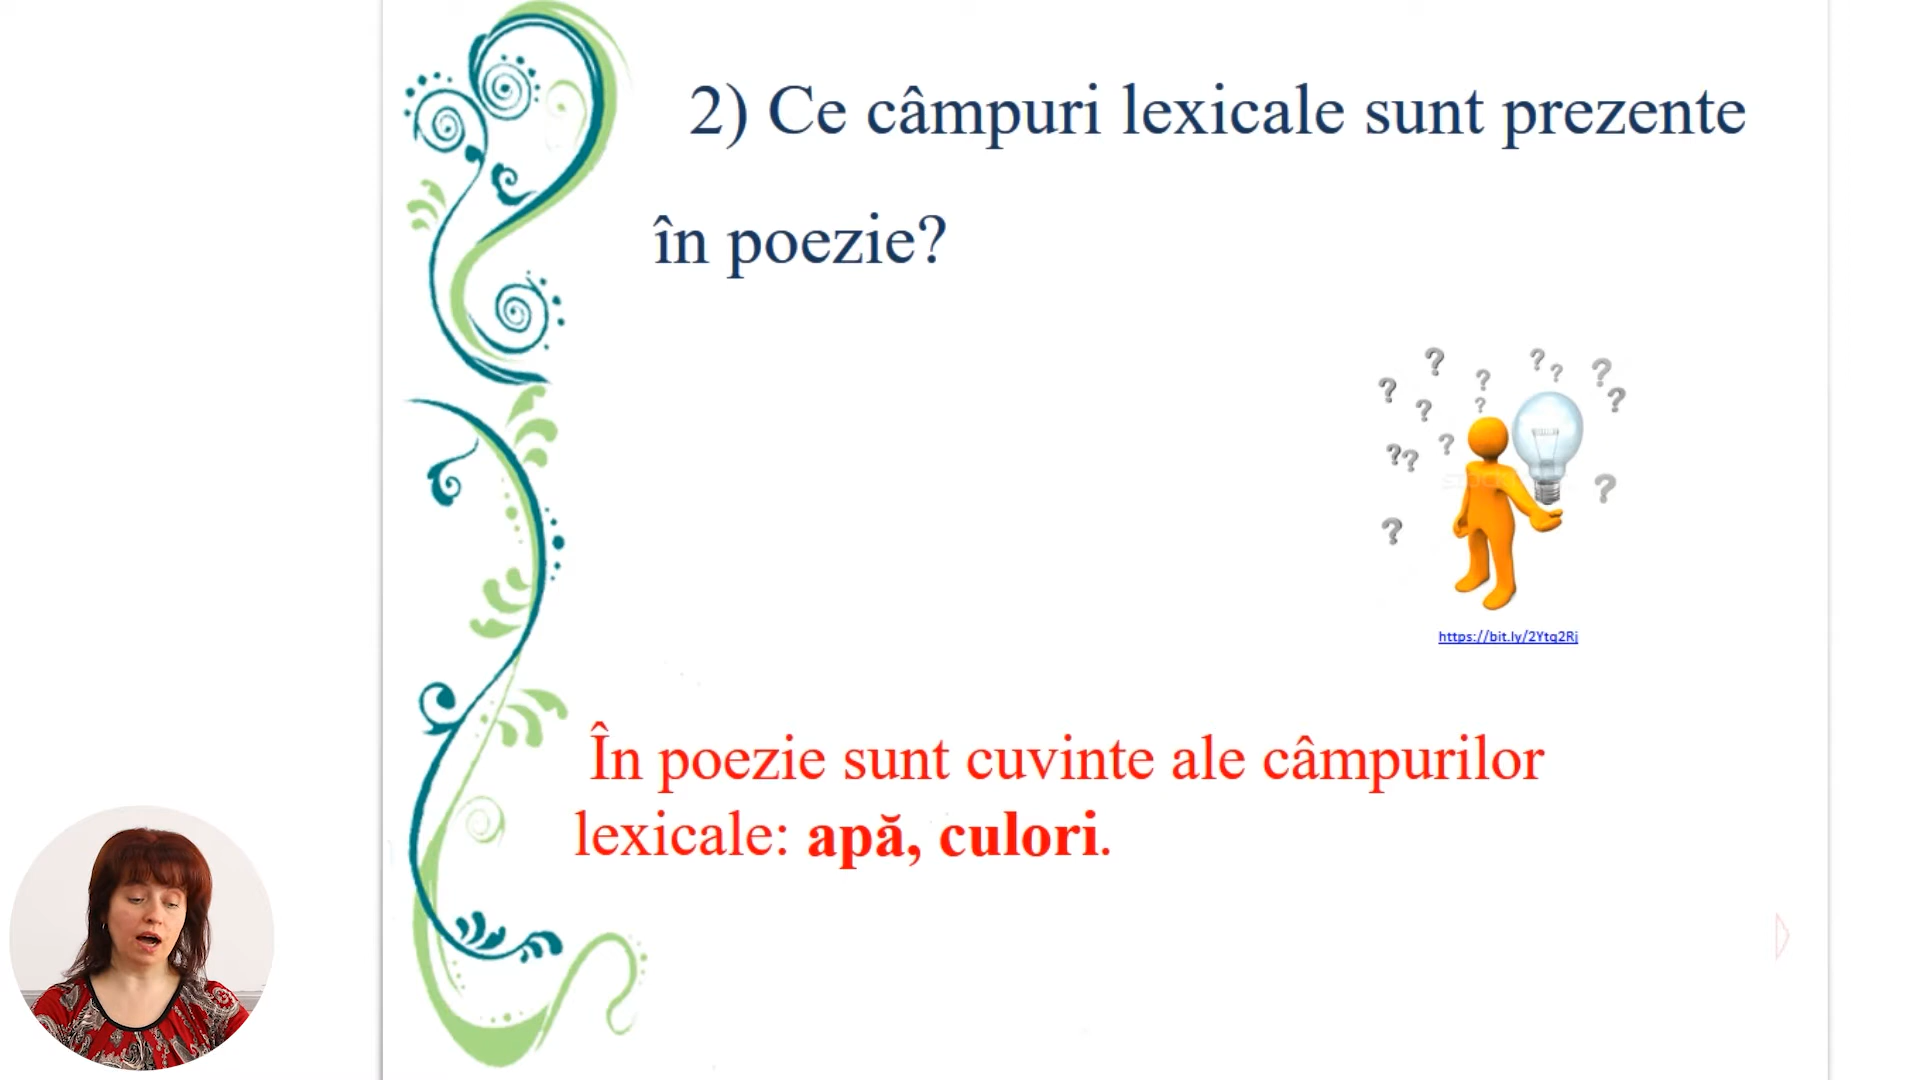 2) Ce câmpuri lexicale sunt prezente
în poezie?
https://bit.ly/2Ytq2Rj
În poezie sunt cuvinte ale câmpurilor
lexicale: apă, culori.